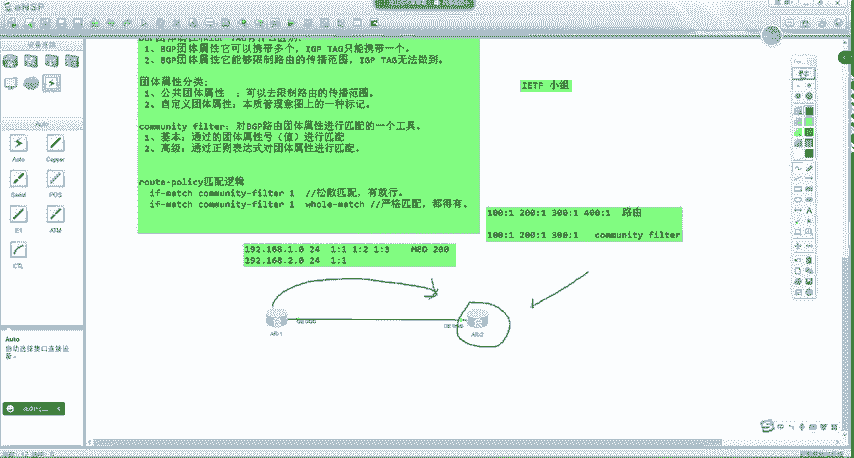 eNSP
1、BGP团体属性它可以携带多个，IGP TAG只能携带一个。
2、BGP团体属性它能够限制路由的传播范围，IGP TAG无法做到。
团体属性分类：
1、公共团体属性 ：可以去限制路由的传播范围。
2、自定义团体属性：本质管理意图上的一种标记。
community filter：对BGP路由团体属性进行匹配的一个工具。
1、基本：通过的团体属性号（值）进行匹配
2、高级：通过正则表达式对团体属性进行匹配。
route-policy匹配逻辑
if-match community-filter 1 //松散匹配，有就行。
if-match community-filter 1 whole-match //严格匹配，都得有。
IETF 小组
100:1 200:1 300:1 400:1 路由
100:1 200:1 300:1 community filter
192.168.1.0 24 1:1 1:2 1:3 MED 200
192.168.2.0 24 1:1
AR1
AR2
Auto
Auto
Copper
Serial
POS
E1
ATM
CTL
Auto
自动选择接口连接设备。